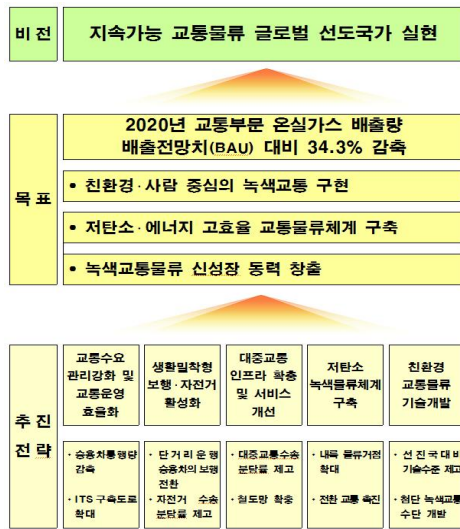 비 전
지속가능 교통물류 글로벌 선도국가 실현
목 표
2020년 교통부문 온실가스 배출량
배출전망치(BAU) 대비 34.3% 감축
• 친환경·사람 중심의 녹색교통 구현
• 저탄소·에너지 고효율 교통물류체계 구축
• 녹색교통물류 신성장 동력 창출
추 진
전 략
교통수요
관리강화 및
교통운영
효율화
생활밀착형
보행·자전거
활성화
대중교통
인프라 확충
및 서비스
개선
저탄소
녹색물류체계
구축
친환경
교통물류
기술개발
· 승용차통행량
감축
· ITS 구축도로
확대
· 단거리운행
승용차의 보행
전환
· 자전거 수송
분담률 제고
· 대중교통수송
분담률 제고
· 철도망 확충
· 내륙 물류거점
확대
· 전환 교통 촉진
· 선진국대비
기술수준 제고
· 첨단 녹색교통
수단 개발